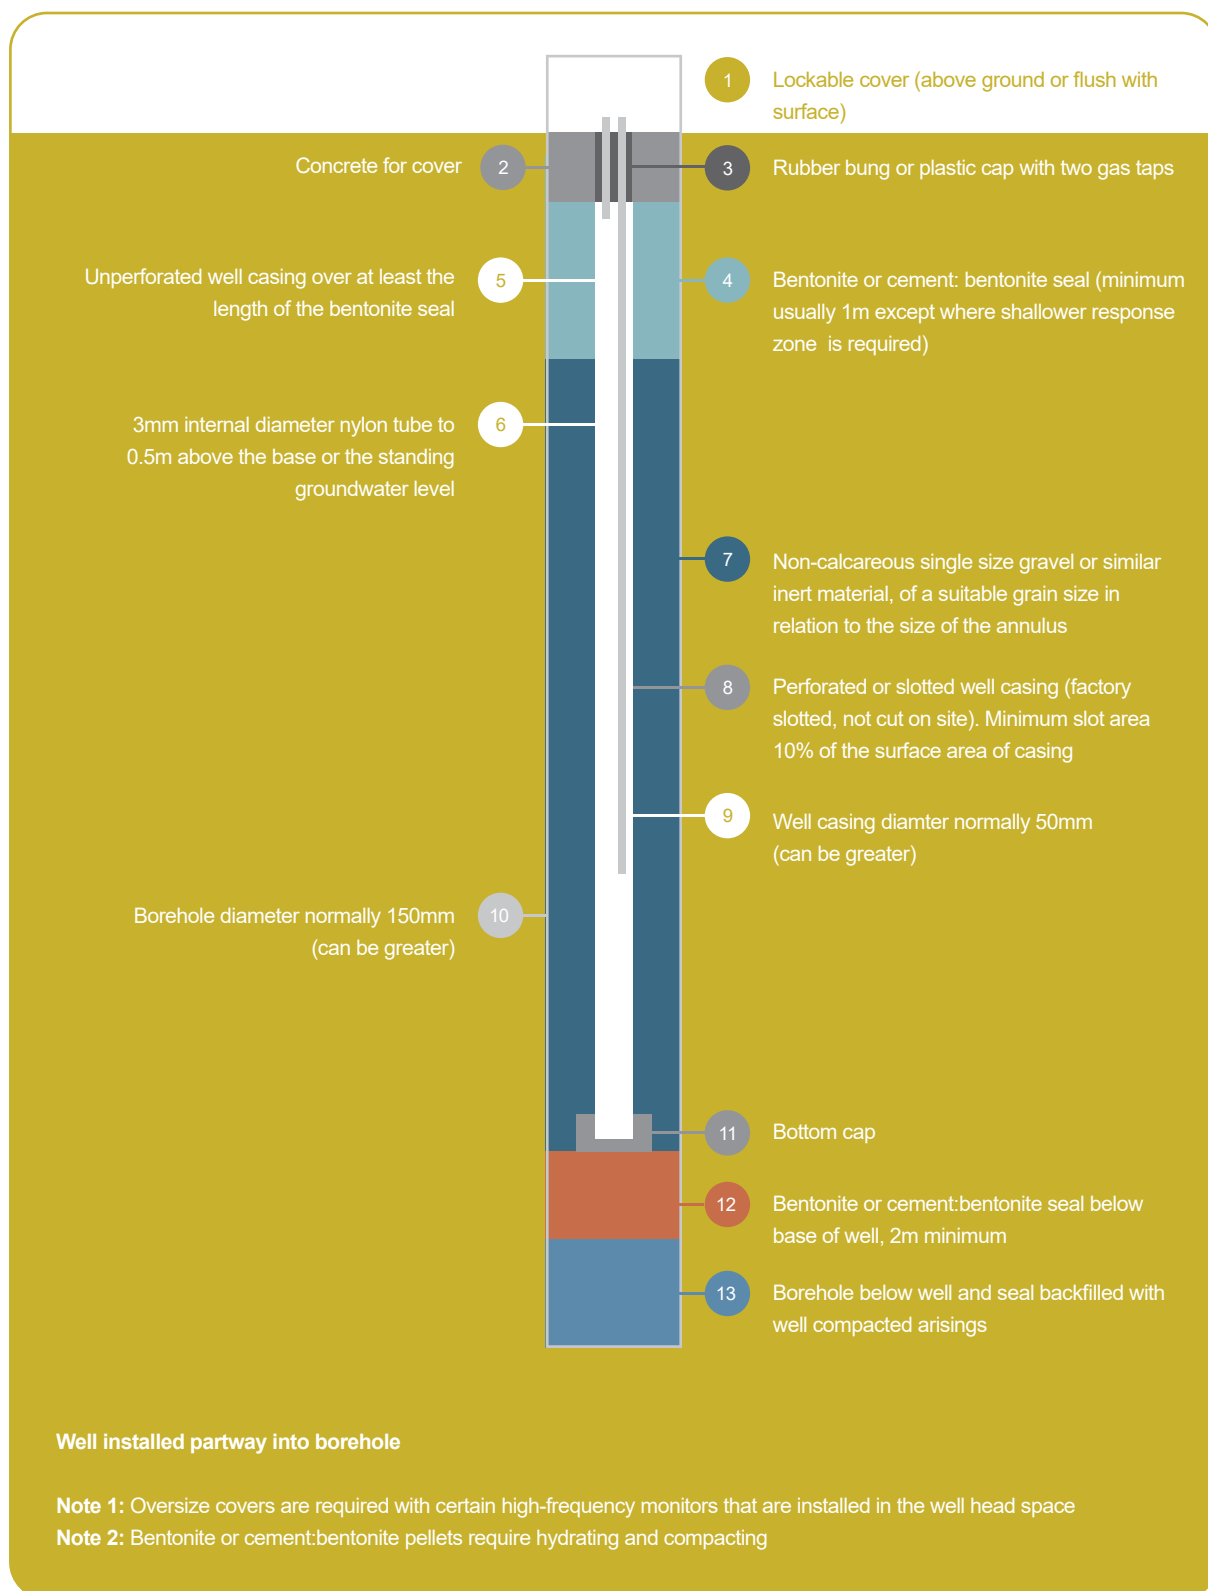 1
Lockable cover (above ground or flush with
surface)
Concrete for cover
2
3
Rubber bung or plastic cap with two gas taps
Unperforated well casing over at least the
length of the bentonite seal
5
4
Bentonite or cement: bentonite seal (minimum
usually 1m except where shallower response
zone  is required)
3mm internal diameter nylon tube to
0.5m above the base or the standing
groundwater level
6
7
Non-calcareous single size gravel or similar
inert material, of a suitable grain size in
relation to the size of the annulus
8
Perforated or slotted well casing (factory
slotted, not cut on site). Minimum slot area
10% of the surface area of casing
9
Well casing diamter normally 50mm
(can be greater)
Borehole diameter normally 150mm
(can be greater)
10
11
Bottom cap
12
Bentonite or cement:bentonite seal below
base of well, 2m minimum
13
Borehole below well and seal backfilled with
well compacted arisings
Well installed partway into borehole
Note 1: Oversize covers are required with certain high-frequency monitors that are installed in the well head space
Note 2: Bentonite or cement:bentonite pellets require hydrating and compacting